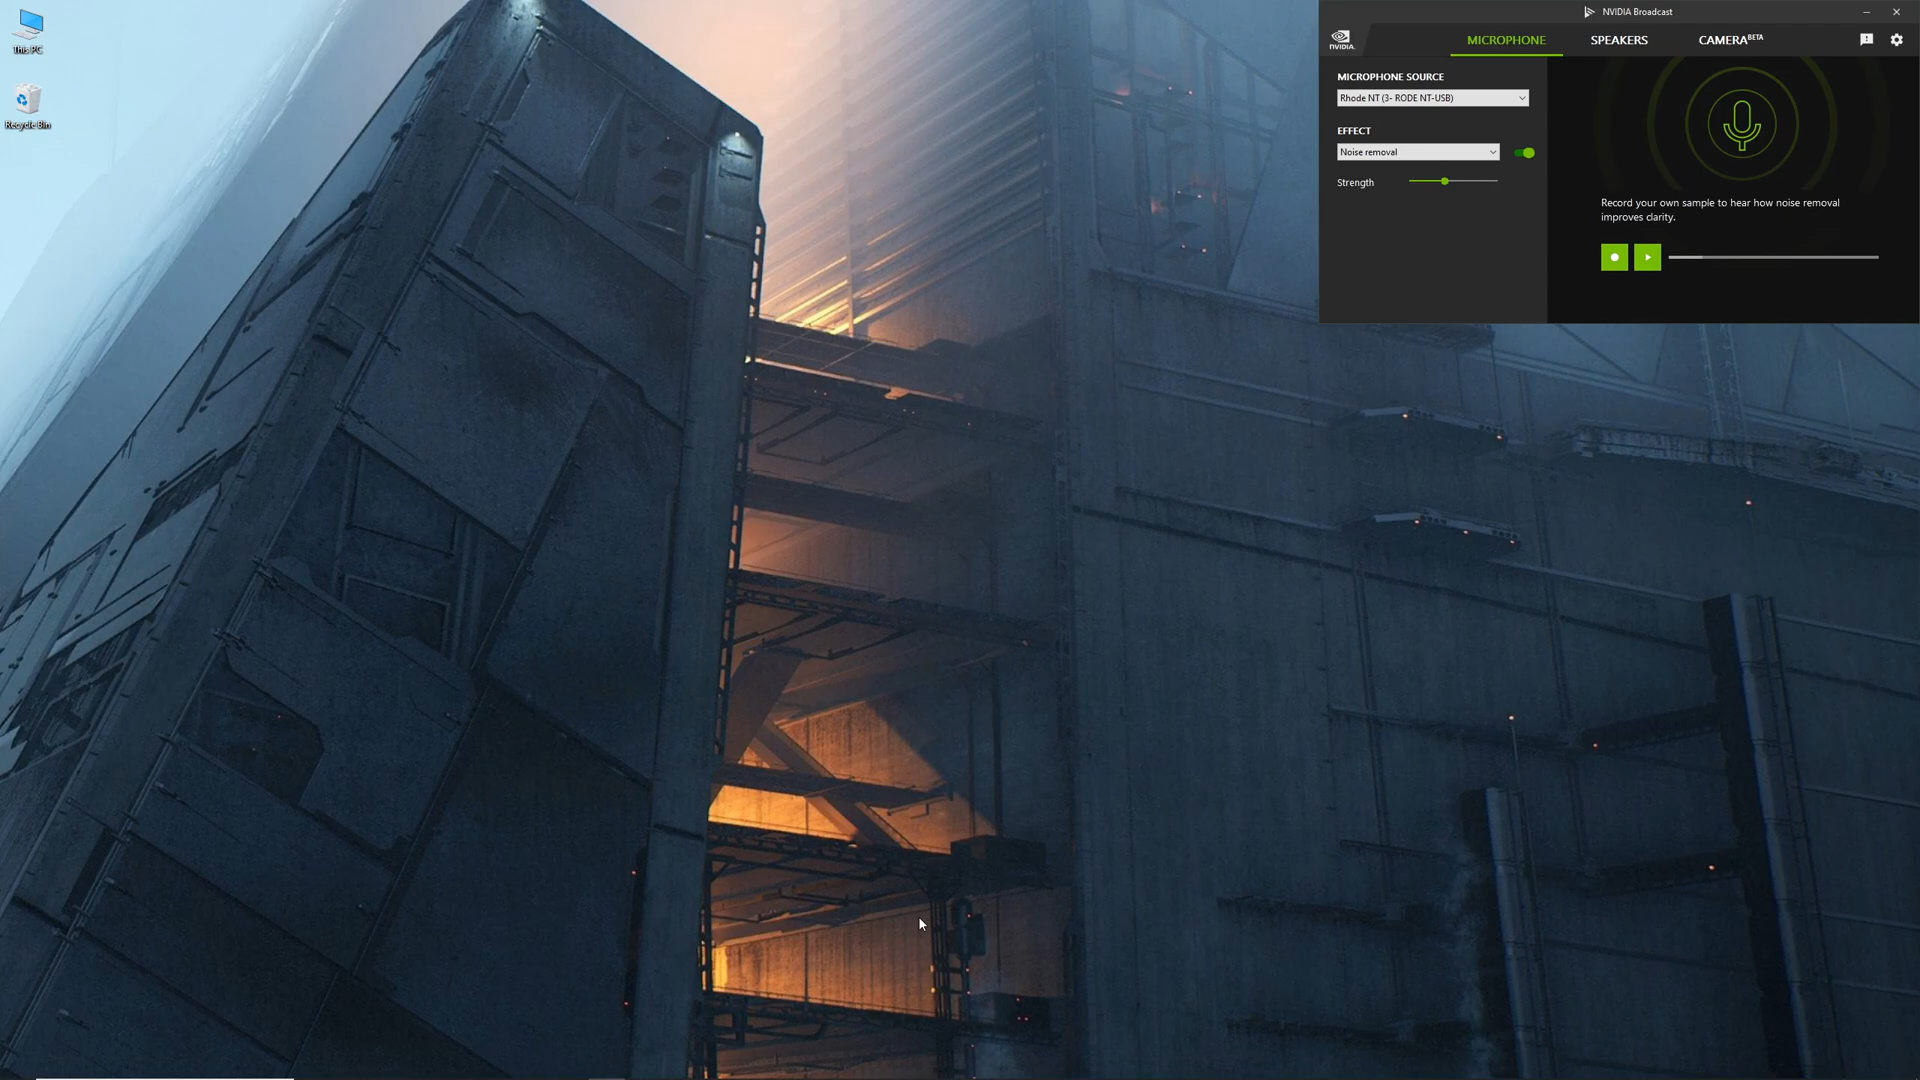 This PC
Recycle Bin
NVIDIA Broadcast
NVIDIA.
MICROPHONE
SPEAKERS
CAMERA BETA
MICROPHONE SOURCE
Rhode NT (3- RODE NT-USB)
EFFECT
Noise removal
Strength
Record your own sample to hear how noise removal
improves clarity.